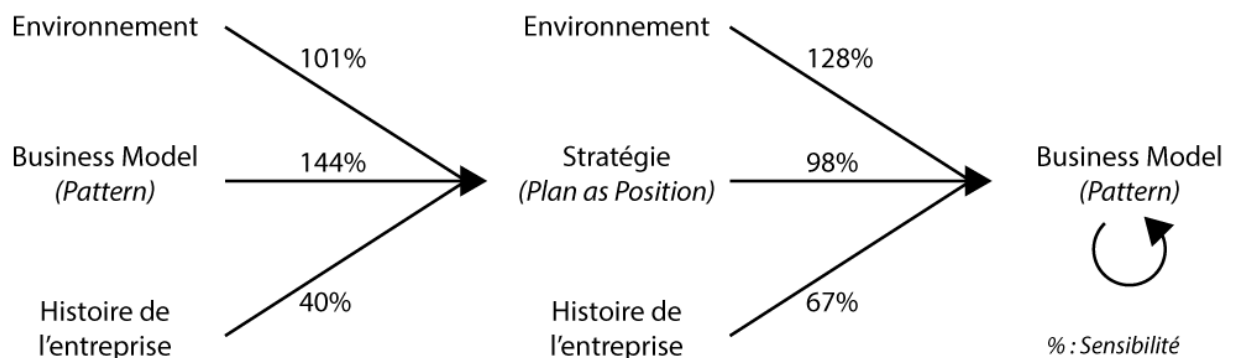 Environnement
101%
Business Model
(Pattern)
144%
Histoire de
l'entreprise
40%
Environnement
128%
Stratégie
(Plan as Position)
98%
Histoire de
l'entreprise
67%
Business Model
(Pattern)
% : Sensibilité